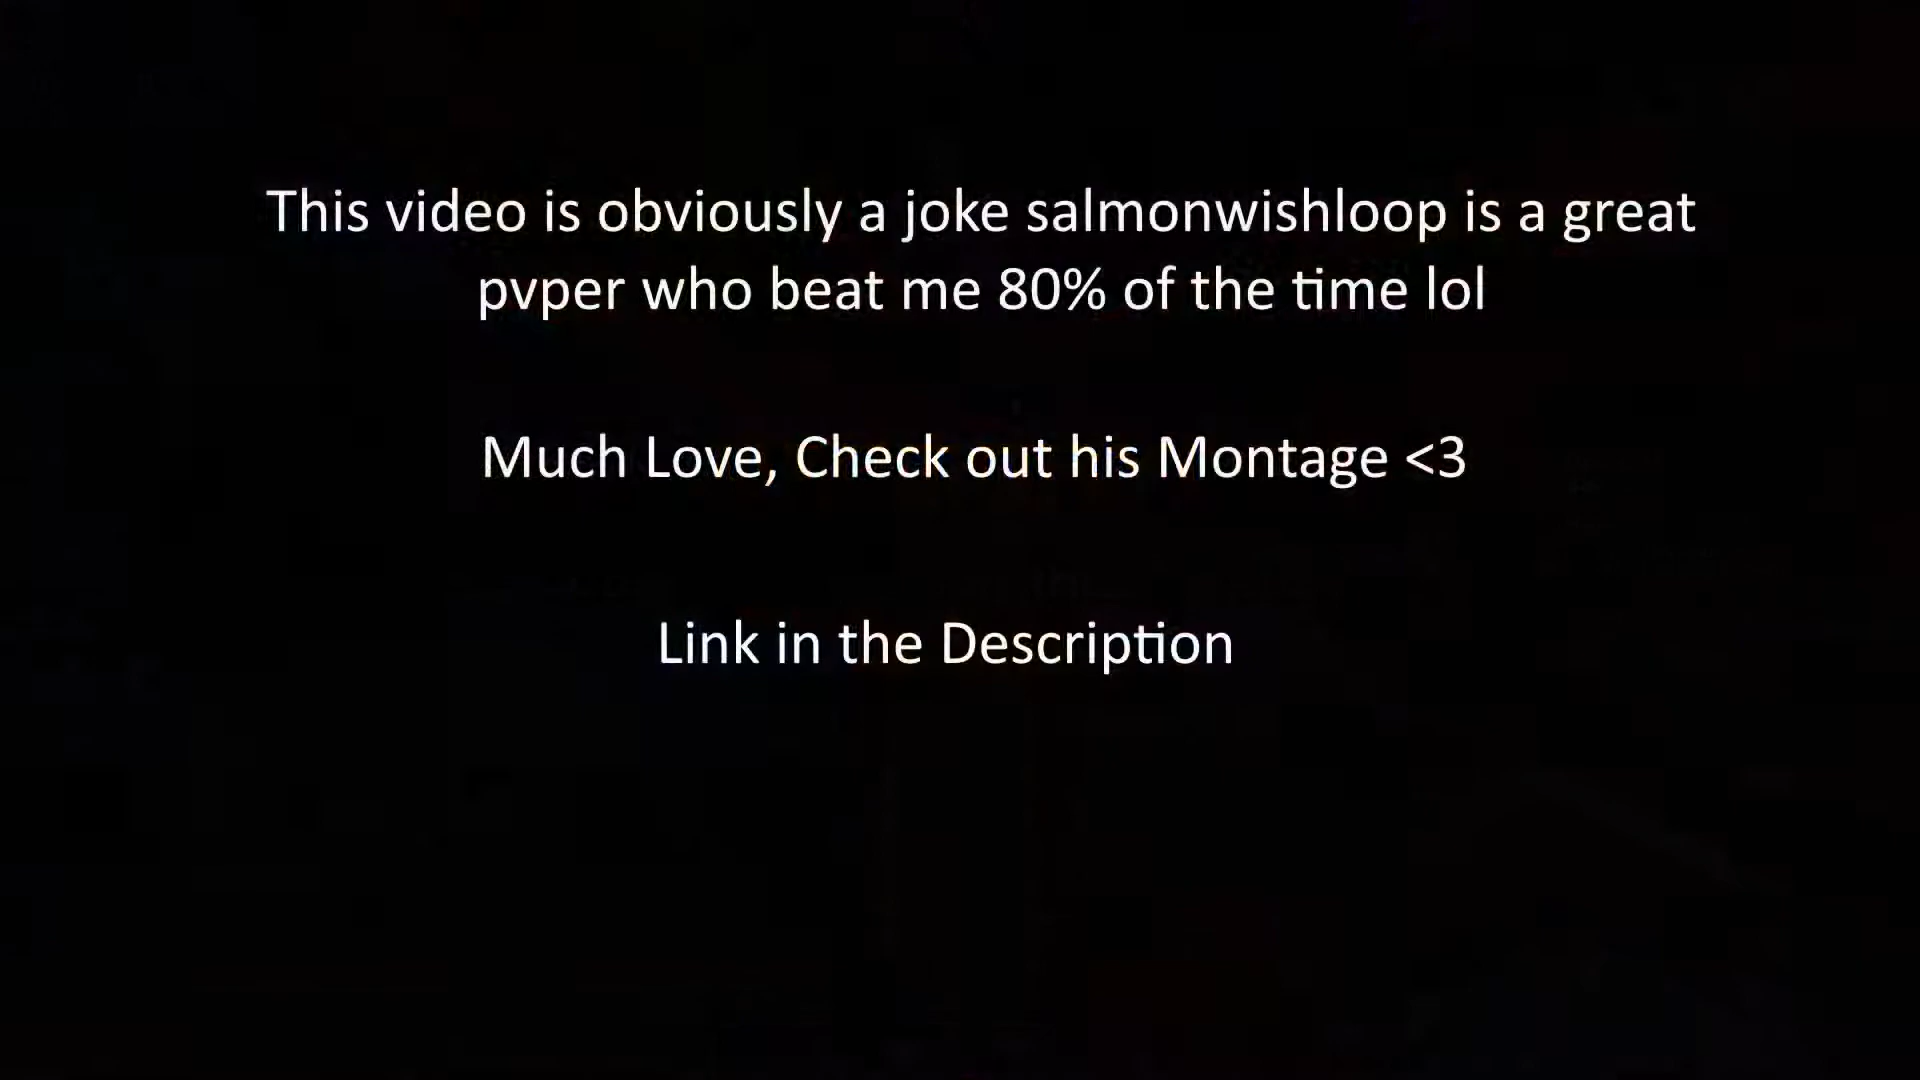 This video is obviously a joke salmonwishloop is a great
pvper who beat me 80% of the time lol
Much Love, Check out his Montage <3
Link in the Description